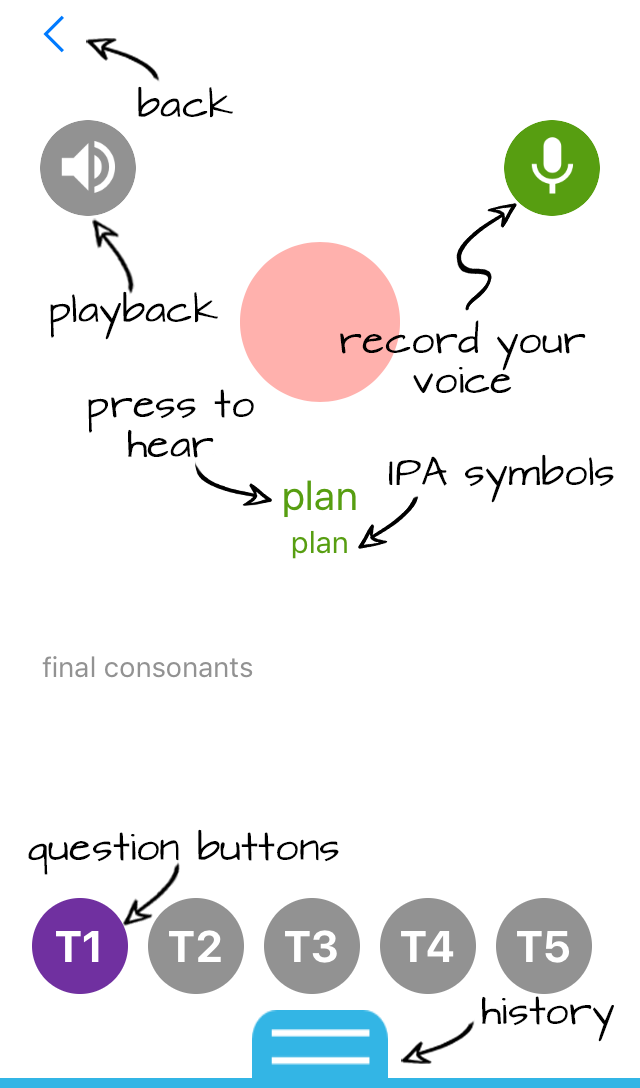 back
playback
record your
voice
press to
hear
plan
IPA symbols
plan
final consonants
question buttons
T1 T2 T3 T4 T5
history